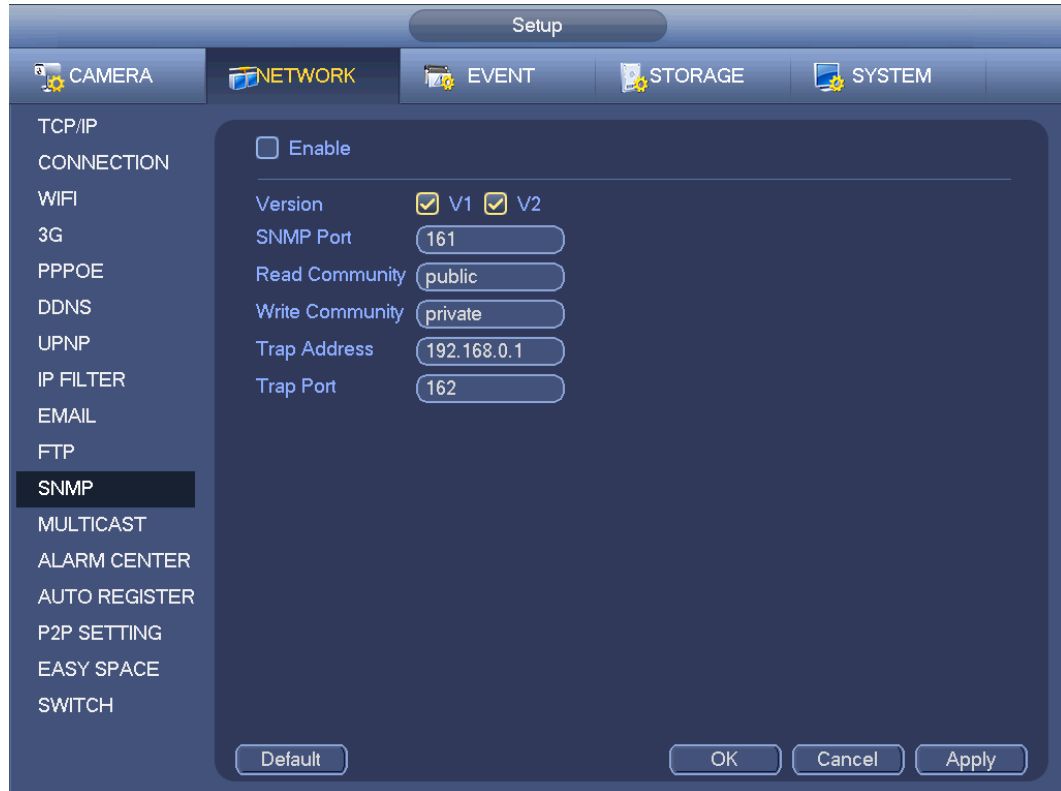 Setup
CAMERA NETWORK EVENT STORAGE SYSTEM
TCP/IP
CONNECTION
WIFI
3G
PPPOE
DDNS
UPNP
IP FILTER
EMAIL
FTP
SNMP
MULTICAST
ALARM CENTER
AUTO REGISTER
P2P SETTING
EASY SPACE
SWITCH
Enable
Version V1 V2
SNMP Port 161
Read Community public
Write Community private
Trap Address 192.168.0.1
Trap Port 162
Default OK Cancel Apply